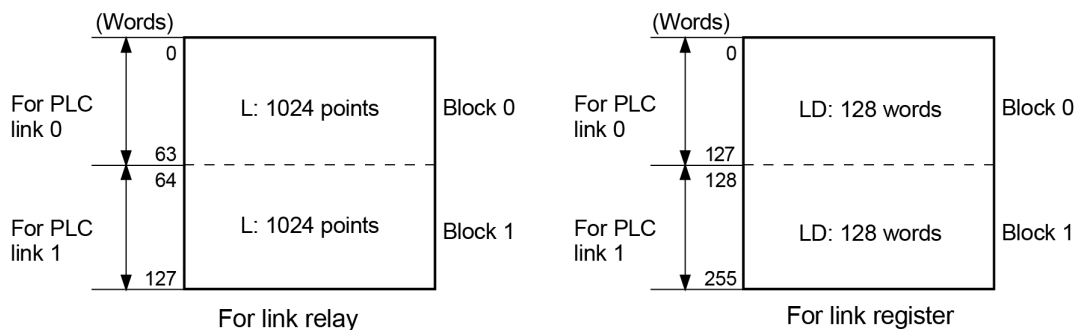 (Words)
0
For PLC
link 0
L: 1024 points
Block 0
63
64
For PLC
link 1
L: 1024 points
Block 1
127
For link relay
(Words)
0
For PLC
link 0
LD: 128 words
Block 0
127
128
For PLC
link 1
LD: 128 words
Block 1
255
For link register